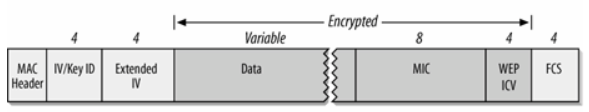 Encrypted
4 4 Variable 8 4 4
MAC Header IV/Key ID Extended IV Data MIC WEP ICV FCS